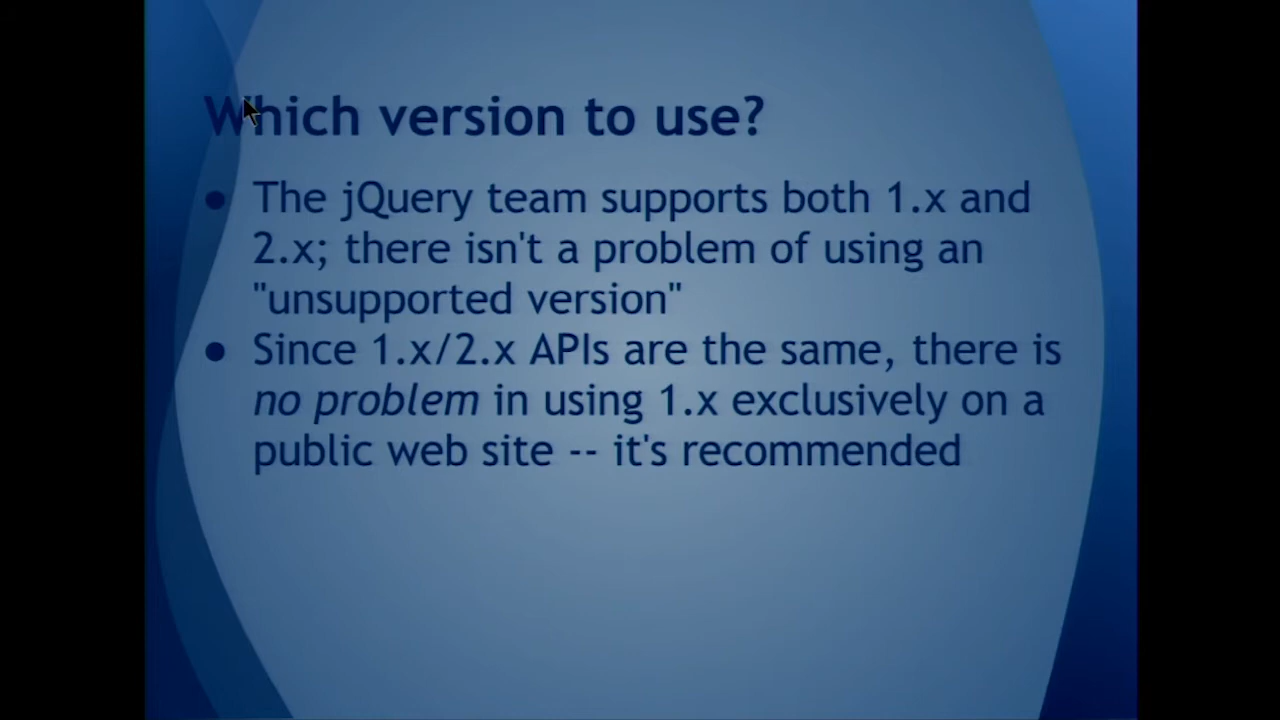 Which version to use?
● The jQuery team supports both 1.x and
2.x; there isn't a problem of using an
"unsupported version"
● Since 1.x/2.x APIs are the same, there is
no problem in using 1.x exclusively on a
public web site -- it's recommended